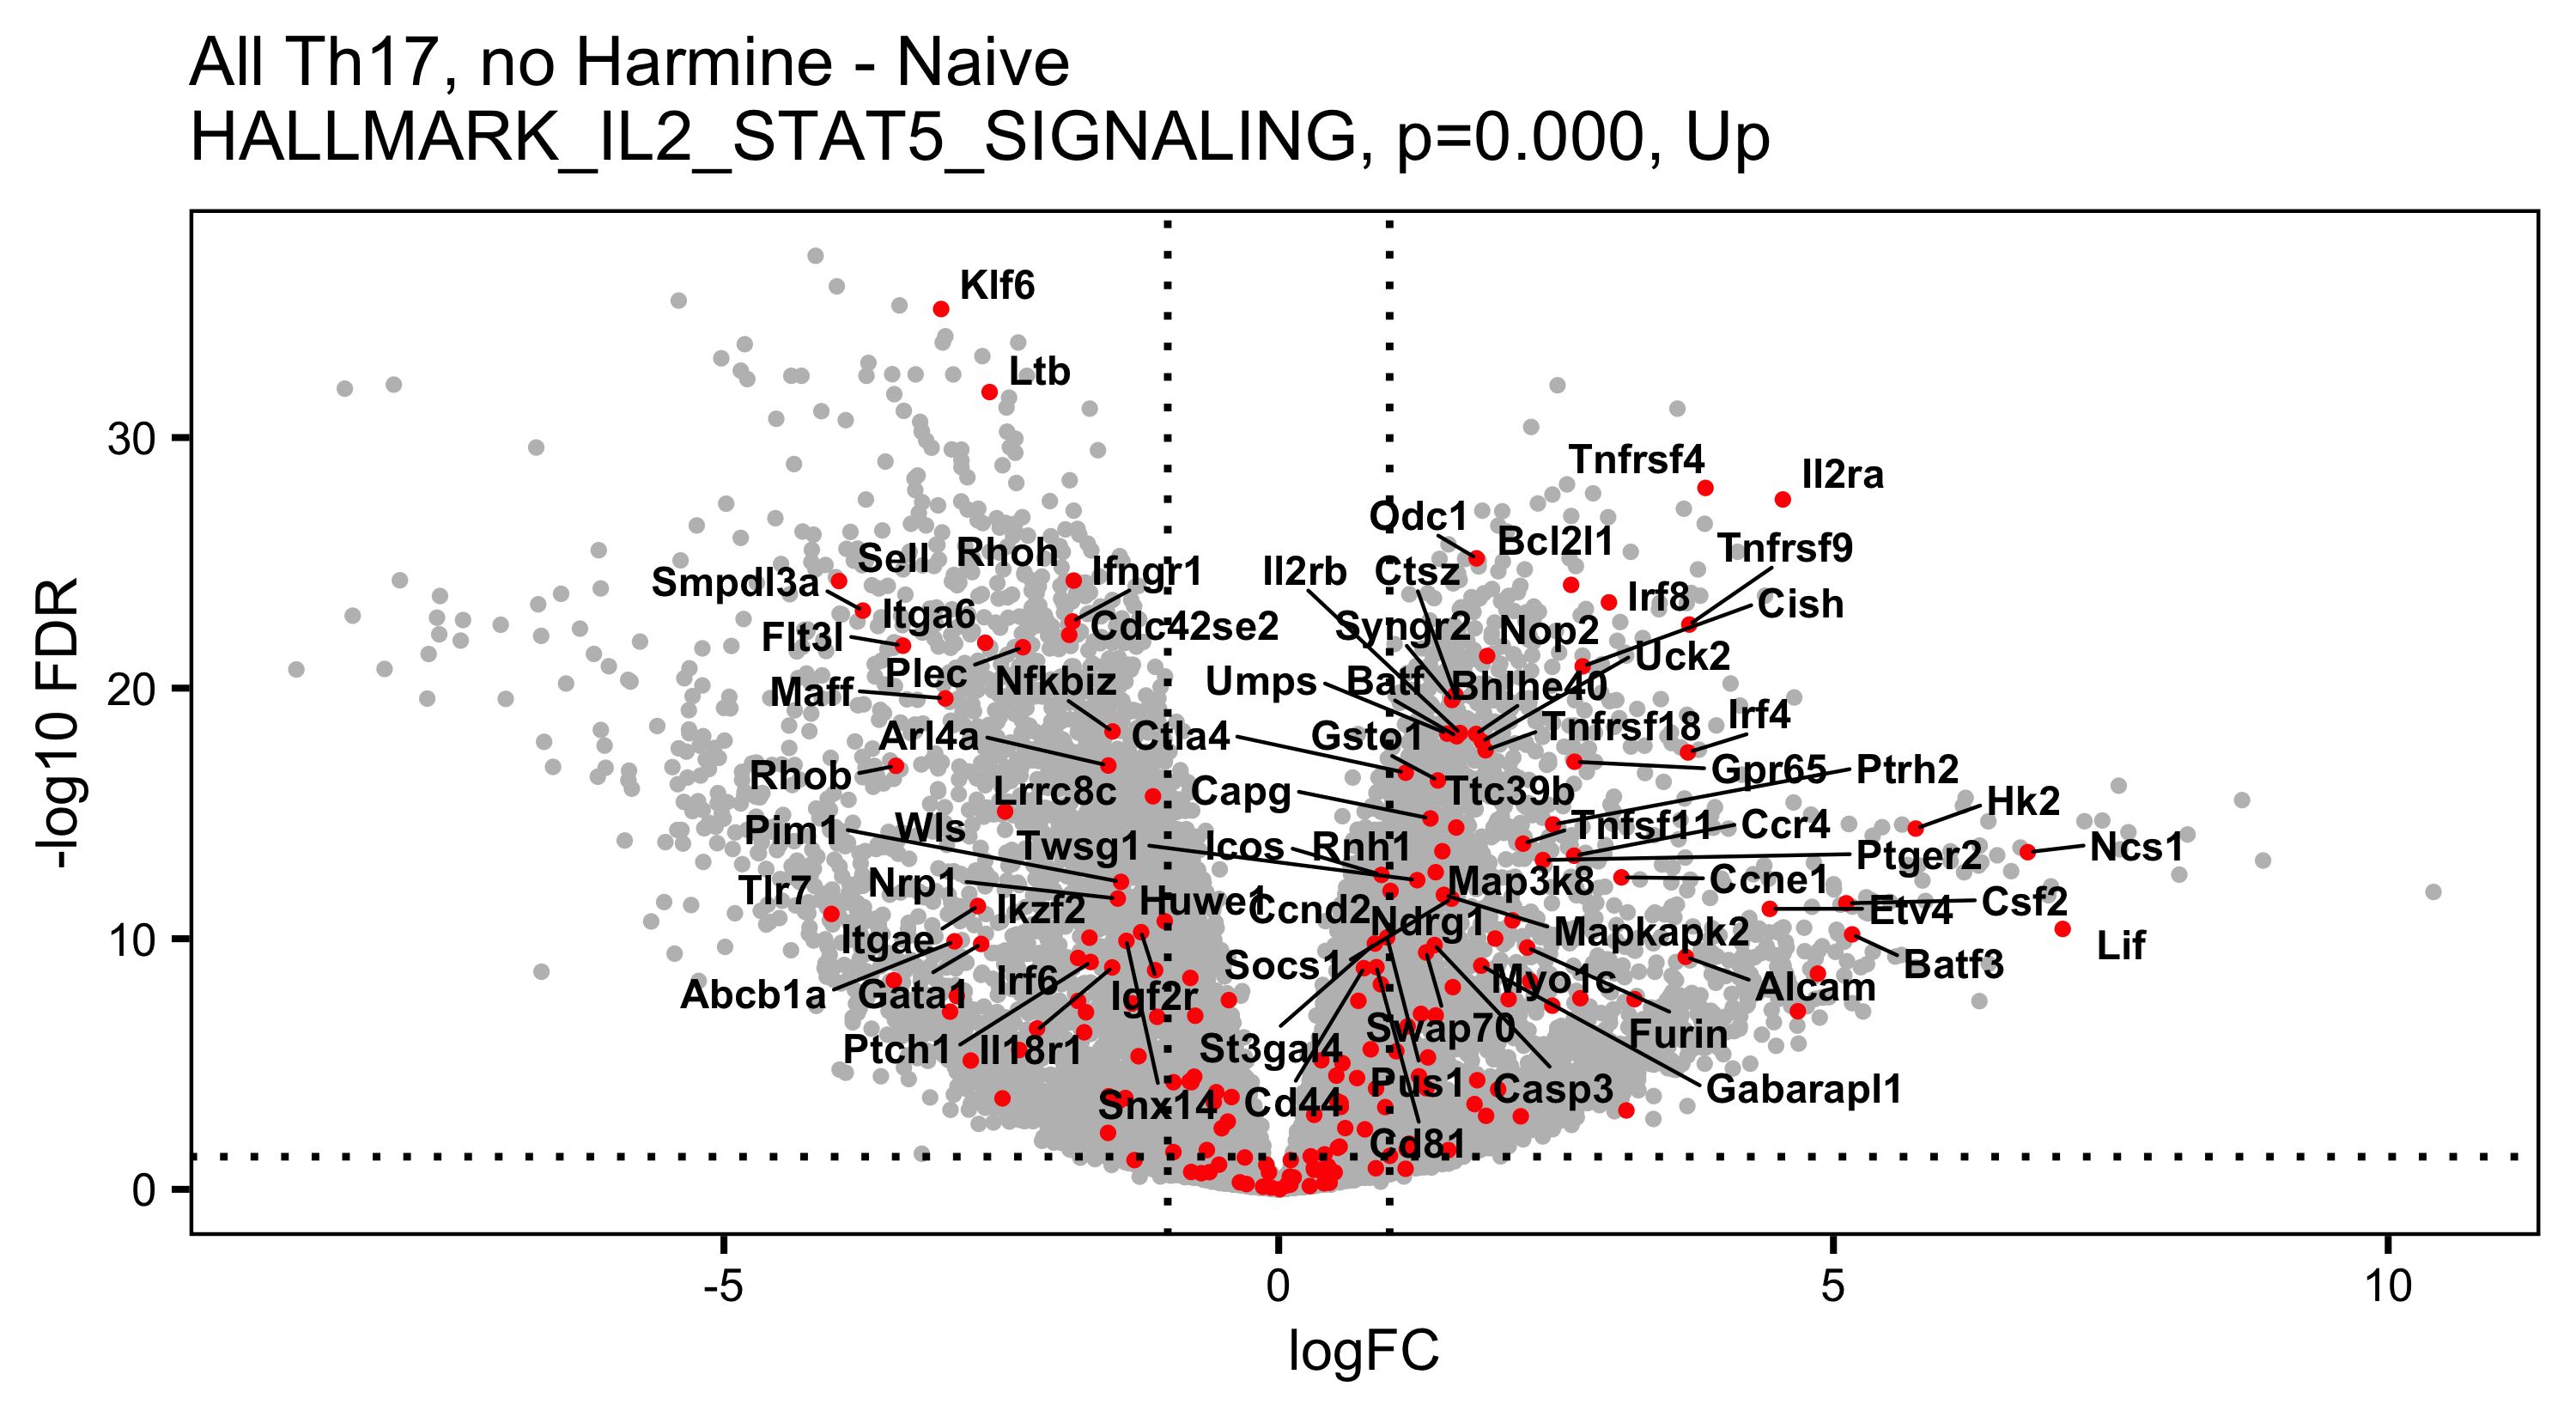 All Th17, no Harmine - Naive
HALLMARK_IL2_STAT5_SIGNALING, p=0.000, Up
Klf6
Ltb
30
Tnfrsf4
Il2ra
Odc1
Bcl2l1
Tnfrsf9
Sell
Rhoh
Smpdl3a
Ifngr1
Il2rb
Ctsz
Irf8
Cish
Itga6
Flt3l
Cdc42se2
Syngr2
Nop2
Uck2
Plec
20
Maff
Nfkbiz
Umps
Batf
Bhlhe40
Arl4a
Ctla4
Gsto1
Tnfrsf18
Irf4
Rhob
Gpr65
Ptrh2
Lrrc8c
Capg
Ttc39b
Hk2
Pim1
Wls
Twsg1
Icos
Rnh1
Tnfsf11
Ccr4
Ptger2
Ncs1
Tlr7
Nrp1
Map3k8
Ccne1
Ikzf2
Huwe1
Ccnd2
Ndrg1
Etv4
Csf2
10
Itgae
Mapkapk2
Lif
Abcb1a
Gata1
Irf6
Igf2r
Socs1
Myo1c
Alcam
Batf3
Ptch1
Il18r1
St3gal4
Swap70
Furin
Snx14
Cd44
Pus1
Casp3
Gabarapl1
Cd81
0
-5
0
5
10
logFC
-log10 FDR